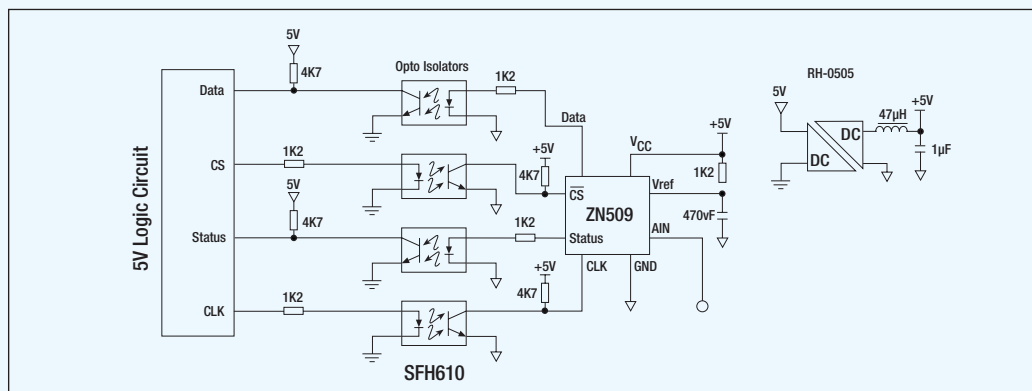 5V
4K7
Data
Opto Isolators
1K2
Data
RH-0505
5V
DC
DC
47µH
+5V
1µF
5V Logic Circuit
CS
1K2
+5V
4K7
CS
VCC
+5V
1K2
Vref
ZN509
470vF
5V
4K7
Status
1K2
Status
AIN
CLK
GND
+5V
4K7
CLK
1K2
SFH610